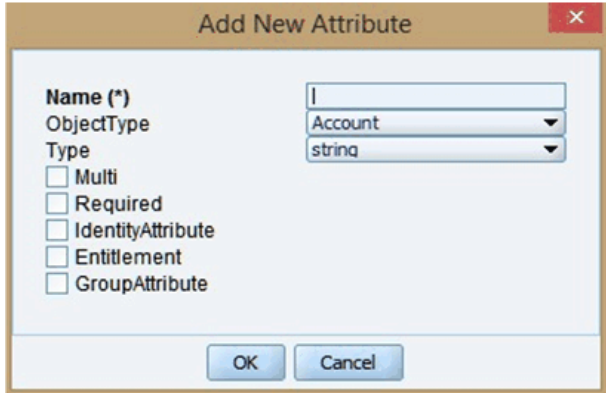 Add New Attribute
Name (*)
ObjectType Account
Type string
Multi
Required
IdentityAttribute
Entitlement
GroupAttribute
OK Cancel